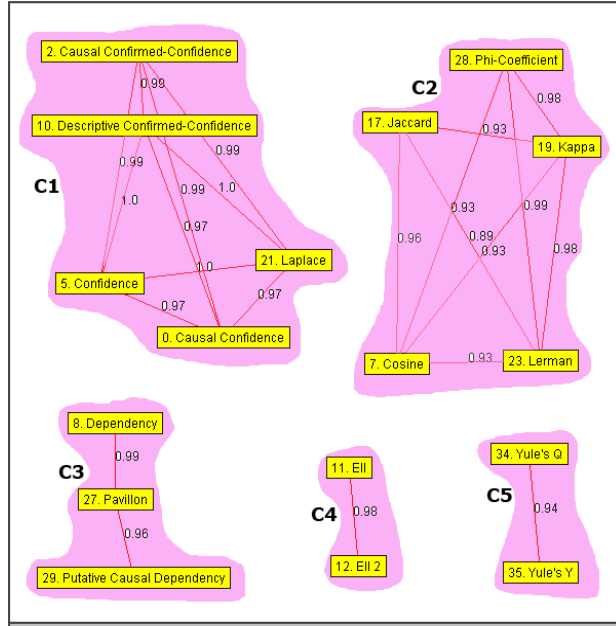 2. Causal Confirmed-Confidence
0.99
10. Descriptive Confirmed-Confidence
0.99
0.99
1.0
C1
0.99
1.0
0.97
21. Laplace
1.0
5. Confidence
0.97
0.97
0. Causal Confidence
28. Phi-Coefficient
C2
0.98
17. Jaccard
0.93
19. Kappa
0.93
0.99
0.96
0.89
0.93
0.98
7. Cosine
0.93
23. Lerman
8. Dependency
0.99
C3
27. Pavillon
0.96
29. Putative Causal Dependency
11. EII
C4
0.98
12. EII 2
34. Yule's Q
C5
0.94
35. Yule's Y